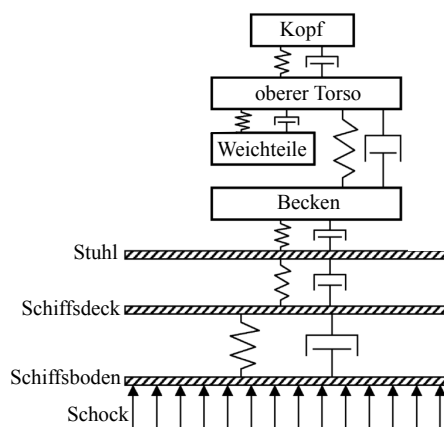 Kopf
oberer Torso
Weichteile
Becken
Stuhl
Schiffsdeck
Schiffsboden
Schock